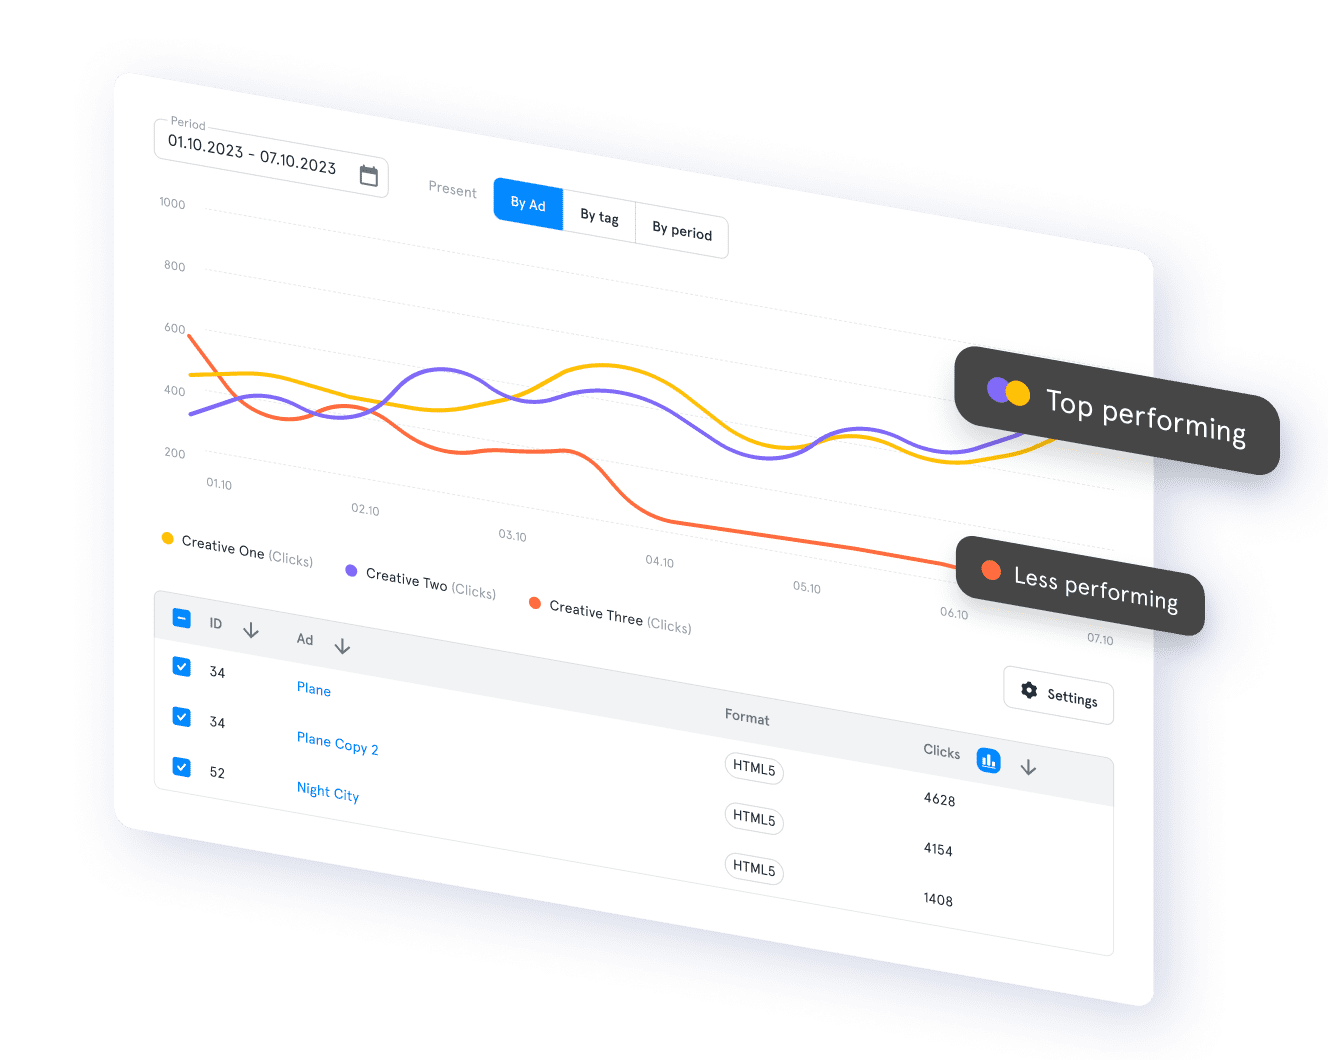 Period
01.10.2023 - 07.10.2023
Present
By Ad
By tag
By period
1000
800
600
400
200
01.10
02.10
03.10
04.10
05.10
06.10
07.10
Top performing
Less performing
Creative One (Clicks)
Creative Two (Clicks)
Creative Three (Clicks)
Settings
ID Ad Format Clicks
34 Plane HTML5 4628
34 Plane Copy 2 HTML5 4154
52 Night City HTML5 1408